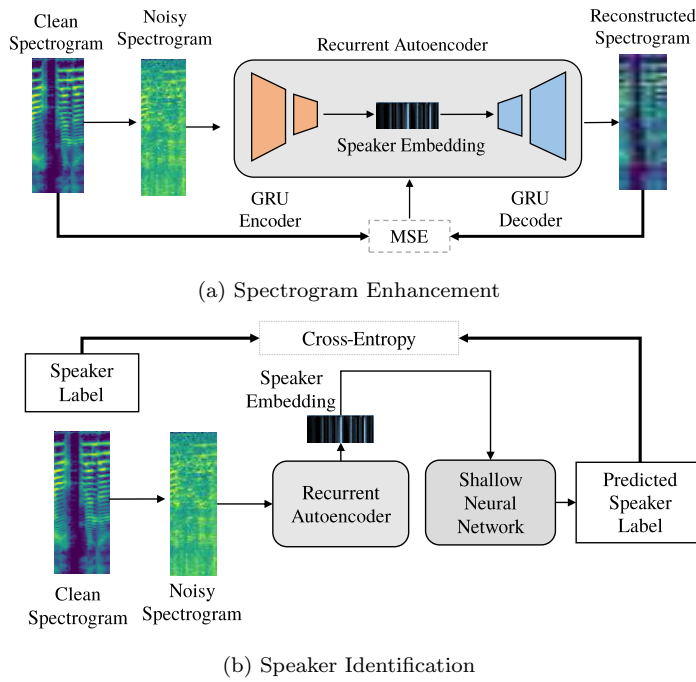 Clean
Spectrogram
Noisy
Spectrogram
Recurrent Autoencoder
Reconstructed
Spectrogram
Speaker Embedding
GRU
Encoder
GRU
Decoder
MSE
(a) Spectrogram Enhancement
Cross-Entropy
Speaker
Label
Speaker
Embedding
Recurrent
Autoencoder
Shallow
Neural
Network
Predicted
Speaker
Label
Clean
Spectrogram
Noisy
Spectrogram
(b) Speaker Identification